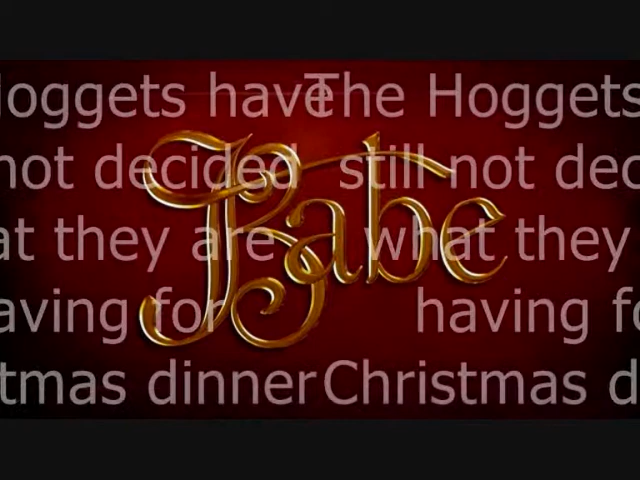 Hoggets have The Hoggets
not decided still not dec
at they are what they
aving for having fo
tmas dinner Christmas d
Babe